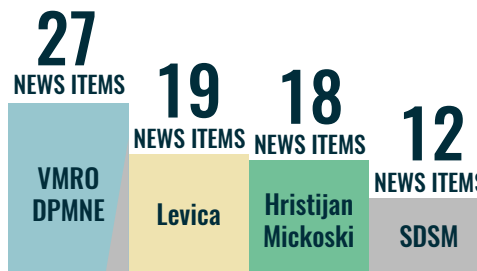 27
NEWS ITEMS
VMRO
DPMNE
19
NEWS ITEMS
Levica
18
NEWS ITEMS
Hristijan
Mickoski
12
NEWS ITEMS
SDSM